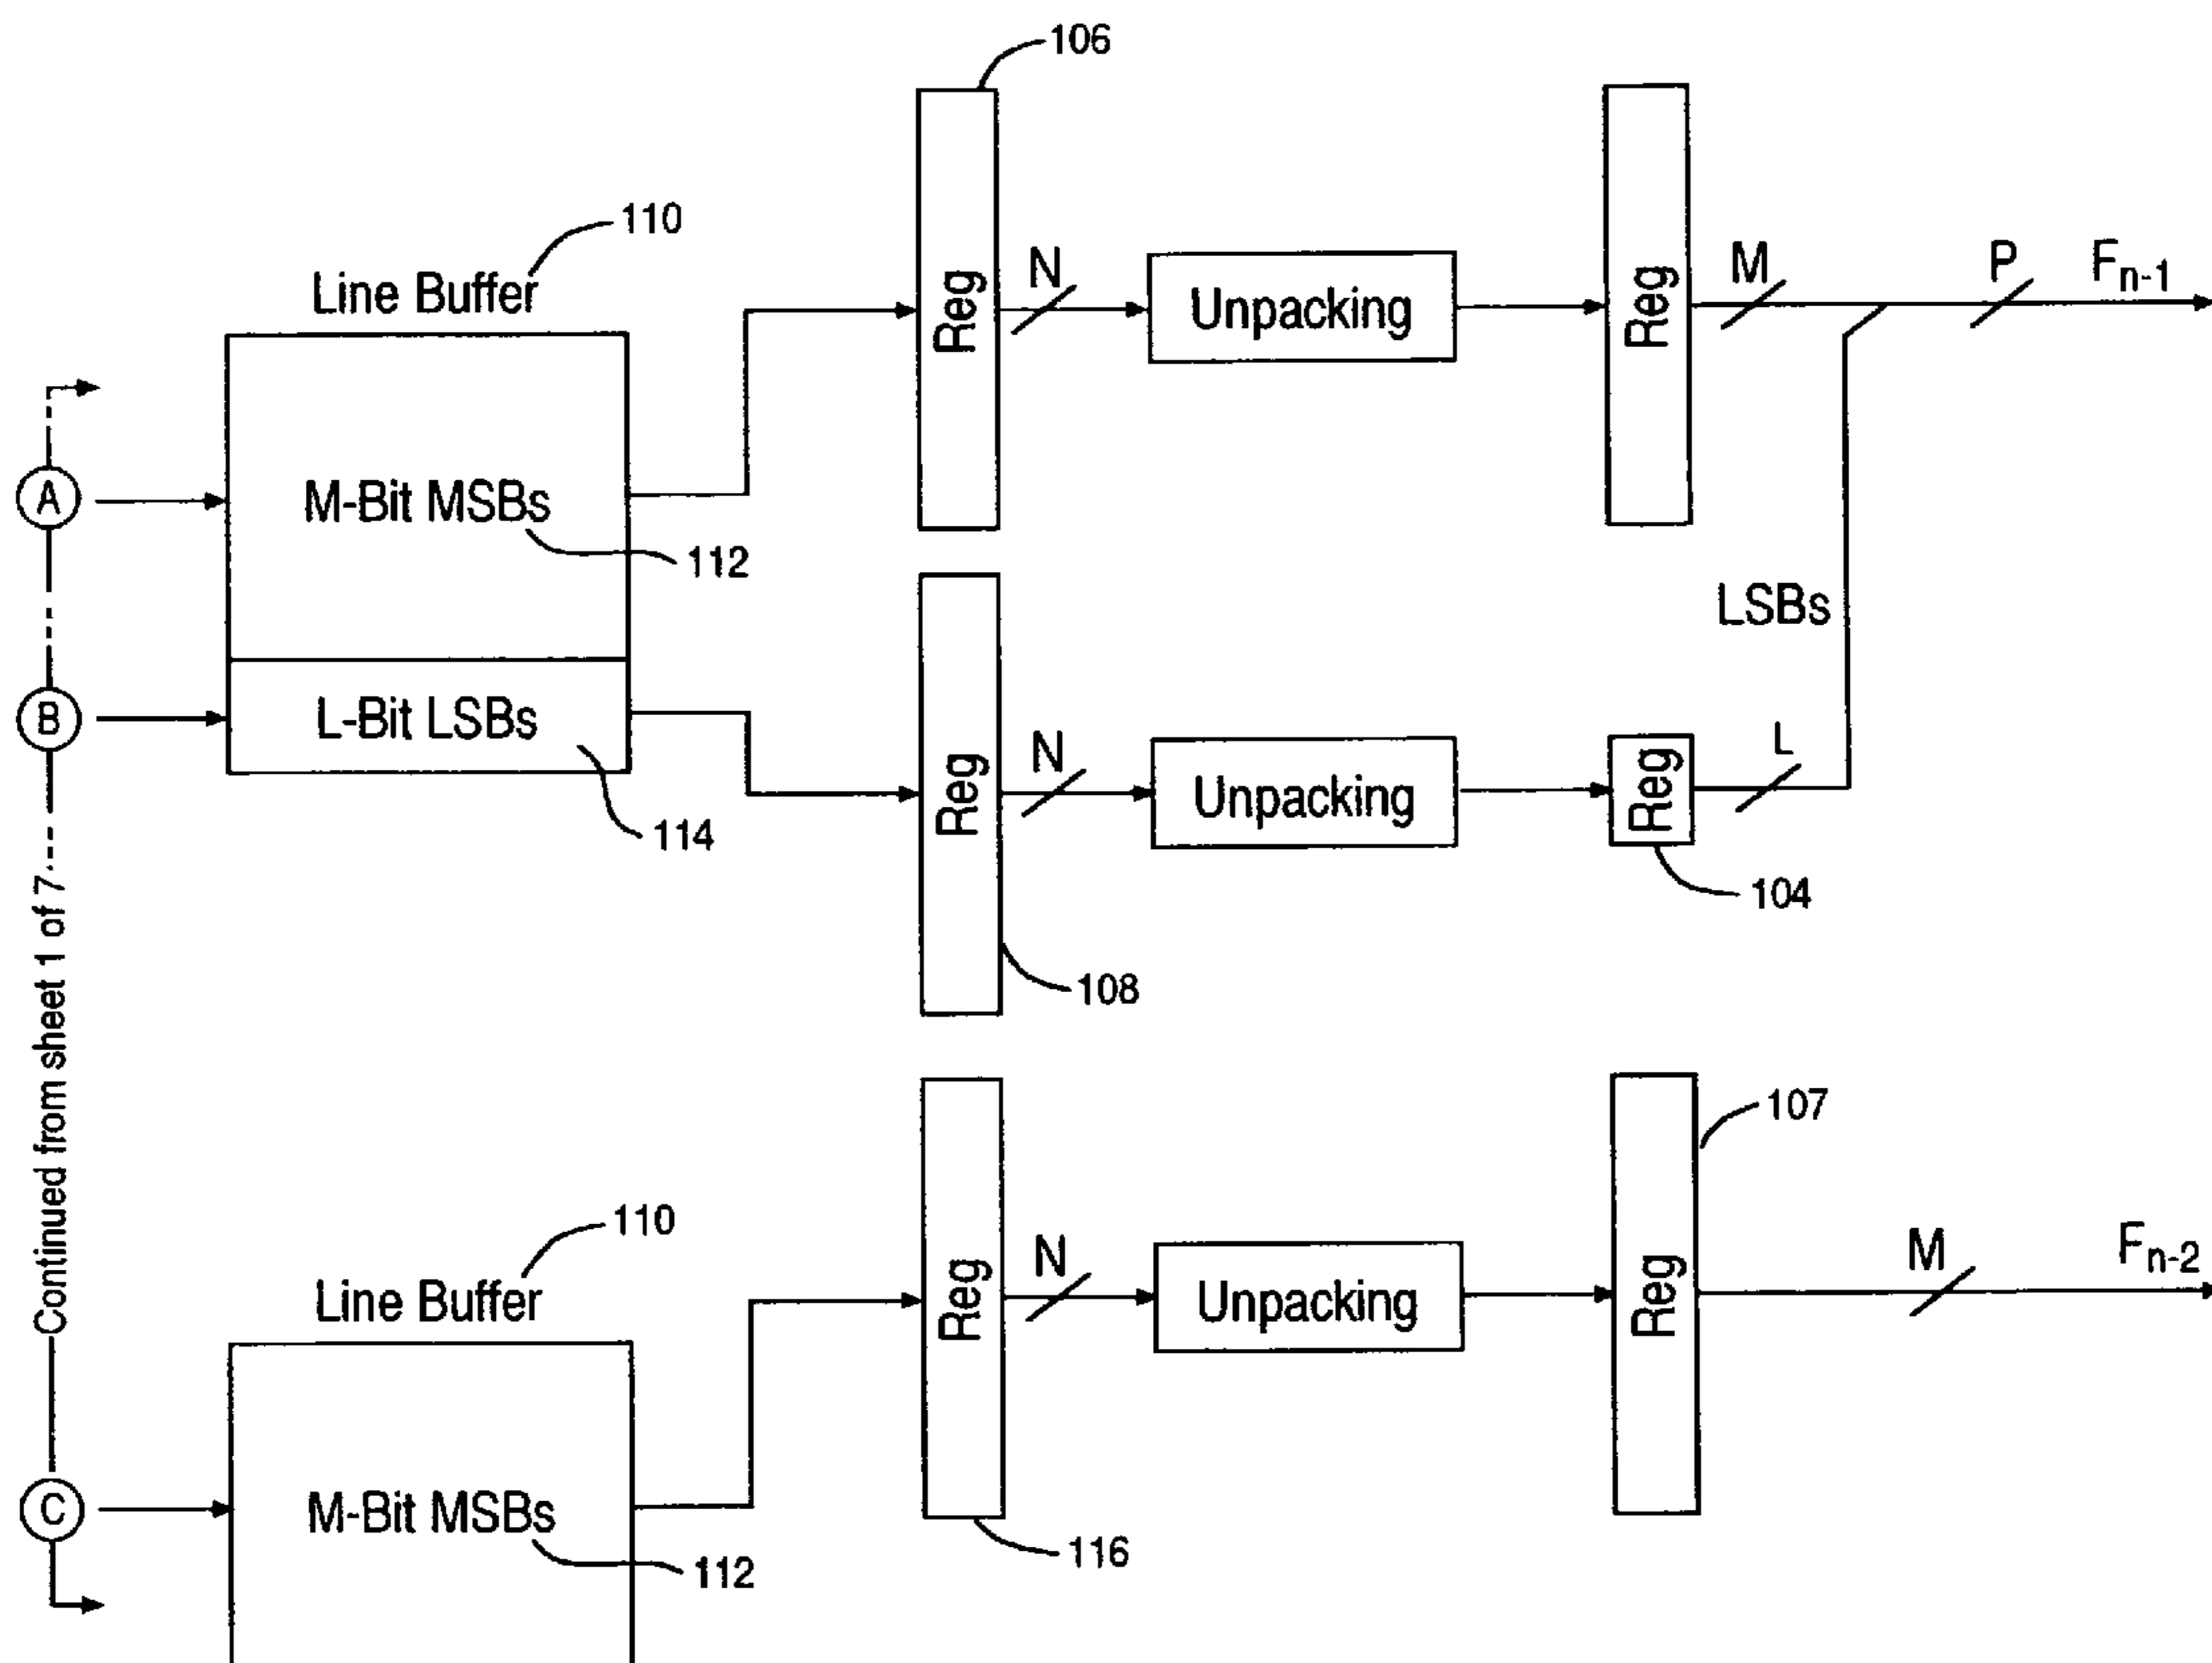 106
110
Line Buffer
Reg
N
Unpacking
Reg
M
P
Fn-1
A
M-Bit MSBs
112
LSBs
B
L-Bit LSBs
114
Reg
N
Unpacking
Reg
L
104
108
Continued from sheet 1 of 7
107
110
Line Buffer
Reg
N
Unpacking
Reg
M
Fn-2
C
M-Bit MSBs
112
116